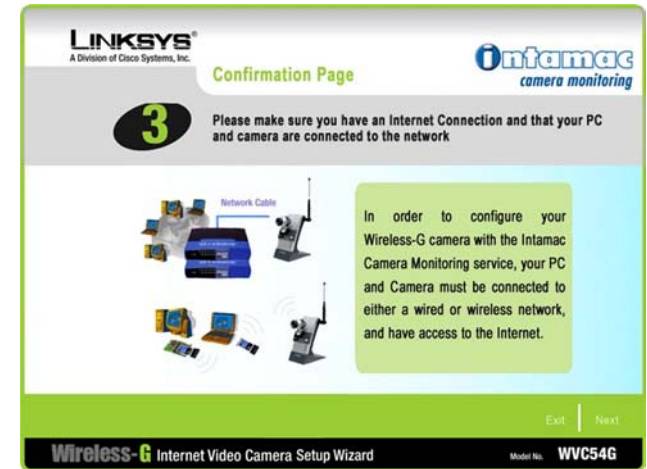 LINKSYS®
A Division of Cisco Systems, Inc.
Confirmation Page
intamac
camera monitoring
3
Please make sure you have an Internet Connection and that your PC
and camera are connected to the network
Network Cable
In order to configure your
Wireless-G camera with the Intamac
Camera Monitoring service, your PC
and Camera must be connected to
either a wired or wireless network,
and have access to the Internet.
Exit Next
Wireless-G Internet Video Camera Setup Wizard
Model No. WVC54G